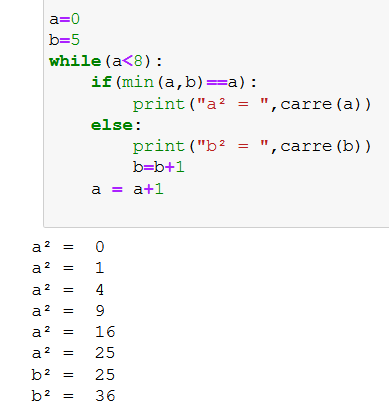 a=0
b=5
while(a<8):
    if(min(a,b)==a):
        print("a² = ",carre(a))
    else:
        print("b² = ",carre(b))
        b=b+1
    a = a+1
a² =  0
a² =  1
a² =  4
a² =  9
a² =  16
a² =  25
b² =  25
b² =  36